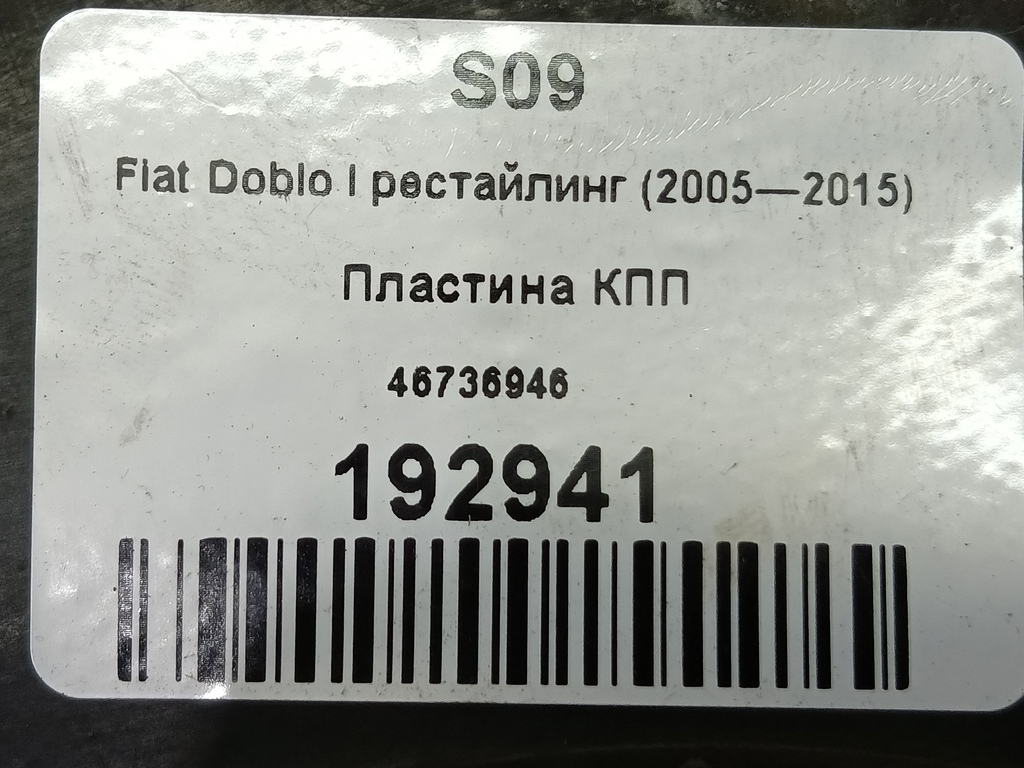 S09
Fiat Doblo I рестайлинг (2005—2015)
Пластина КПП
46736946
192941